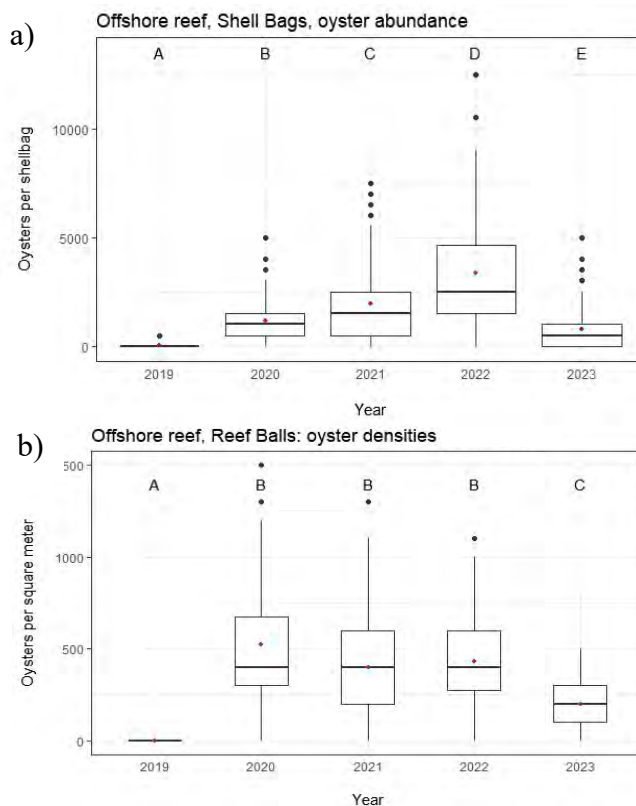 a)
Offshore reef, Shell Bags, oyster abundance
A B C D E
10000
5000
0
Oysters per shellbag
2019 2020 2021 2022 2023
Year
b)
Offshore reef, Reef Balls: oyster densities
500
A B B B C
1000
500
0
Oysters per square meter
2019 2020 2021 2022 2023
Year